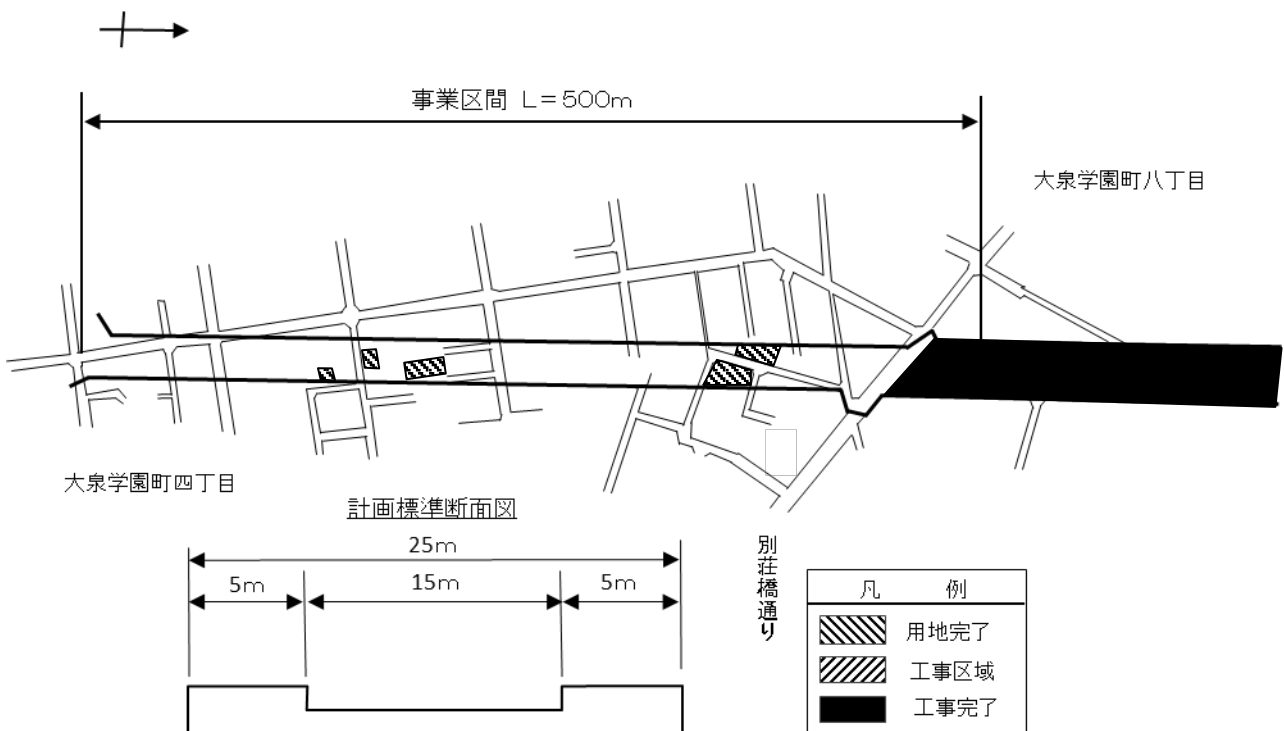 事業区間 L=500m
大泉学園町八丁目
大泉学園町四丁目
計画標準断面図
25m
5m
15m
5m
別荘橋通り
凡 例
用地完了
工事区域
工事完了